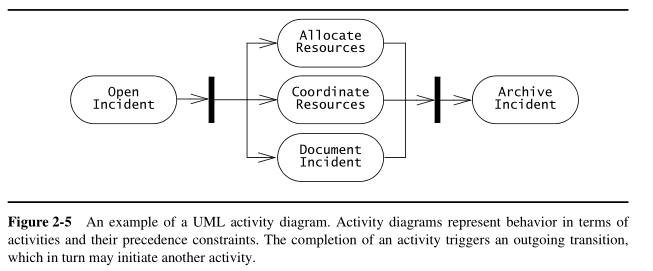 Allocate
Resources
Open
Incident
Coordinate
Resources
Archive
Incident
Document
Incident
Figure 2-5 An example of a UML activity diagram. Activity diagrams represent behavior in terms of
activities and their precedence constraints. The completion of an activity triggers an outgoing transition,
which in turn may initiate another activity.